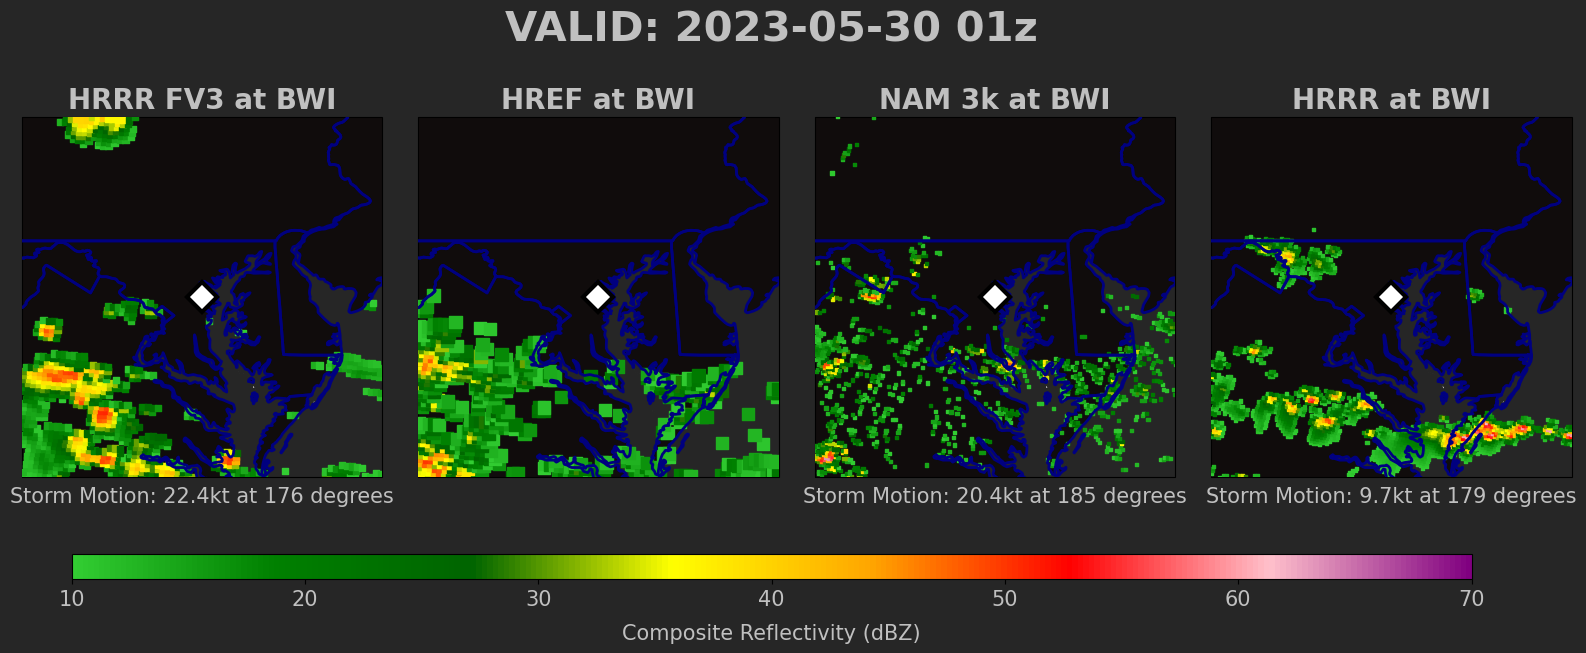 VALID: 2023-05-30 01z
HRRR FV3 at BWI
HREF at BWI
NAM 3k at BWI
HRRR at BWI
Storm Motion: 22.4kt at 176 degrees
Storm Motion: 20.4kt at 185 degrees
Storm Motion: 9.7kt at 179 degrees
10 20 30 40 50 60 70
Composite Reflectivity (dBZ)